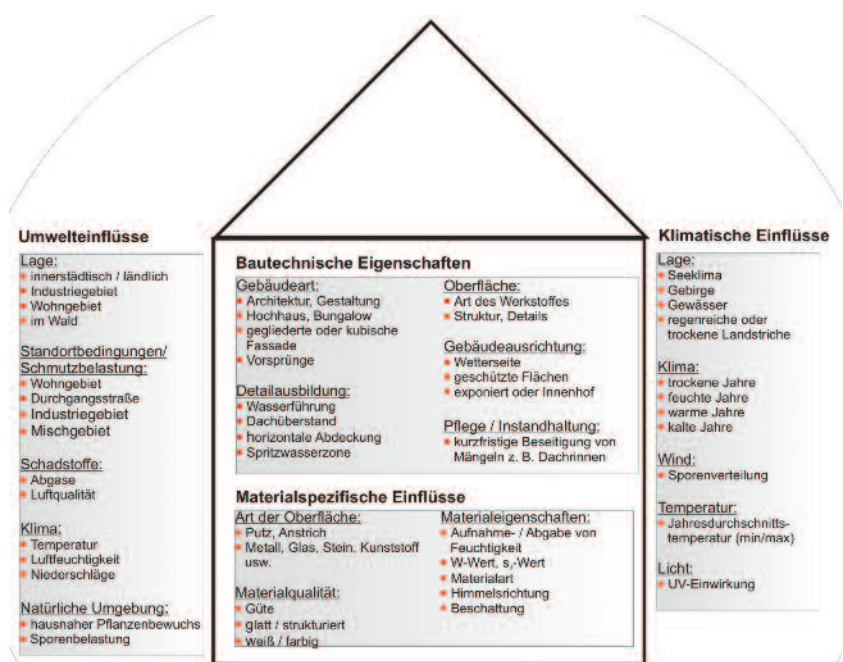 Umwelteinflüsse
Lage:
innerstädtisch / ländlich
Industriegebiet
Wohngebiet
im Wald
Standortbedingungen/
Schmutzbelastung:
Wohngebiet
Durchgangsstraße
Industriegebiet
Mischgebiet
Schadstoffe:
Abgase
Luftqualität
Klima:
Temperatur
Luftfeuchtigkeit
Niederschläge
Natürliche Umgebung:
hausnaher Pflanzenbewuchs
Sporenbelastung
Bautechnische Eigenschaften
Gebäudeart:
Architektur, Gestaltung
Hochhaus, Bungalow
gegliederte oder kubische
Fassade
Vorsprünge
Detailausbildung:
Wasserführung
Dachüberstand
horizontale Abdeckung
Spritzwasserzone
Oberfläche:
Art des Werkstoffes
Struktur, Details
Gebäudeausrichtung:
Wetterseite
geschützte Flächen
exponiert oder Innenhof
Pflege / Instandhaltung:
kurzfristige Beseitigung von
Mängeln z. B. Dachrinnen
Materialspezifische Einflüsse
Art der Oberfläche:
Putz, Anstrich
Metall, Glas, Stein, Kunststoff
usw.
Materialqualität:
Güte
glatt / strukturiert
weiß / farbig
Materialeigenschaften:
Aufnahme- / Abgabe von
Feuchtigkeit
W-Wert, s,-Wert
Materialart
Himmelsrichtung
Beschattung
Klimatische Einflüsse
Lage:
Seeklima
Gebirge
Gewässer
regenreiche oder
trockene Landstriche
Klima:
trockene Jahre
feuchte Jahre
warme Jahre
kalte Jahre
Wind:
Sporenverteilung
Temperatur:
Jahresdurchschnitts-
temperatur (min/max)
Licht:
UV-Einwirkung